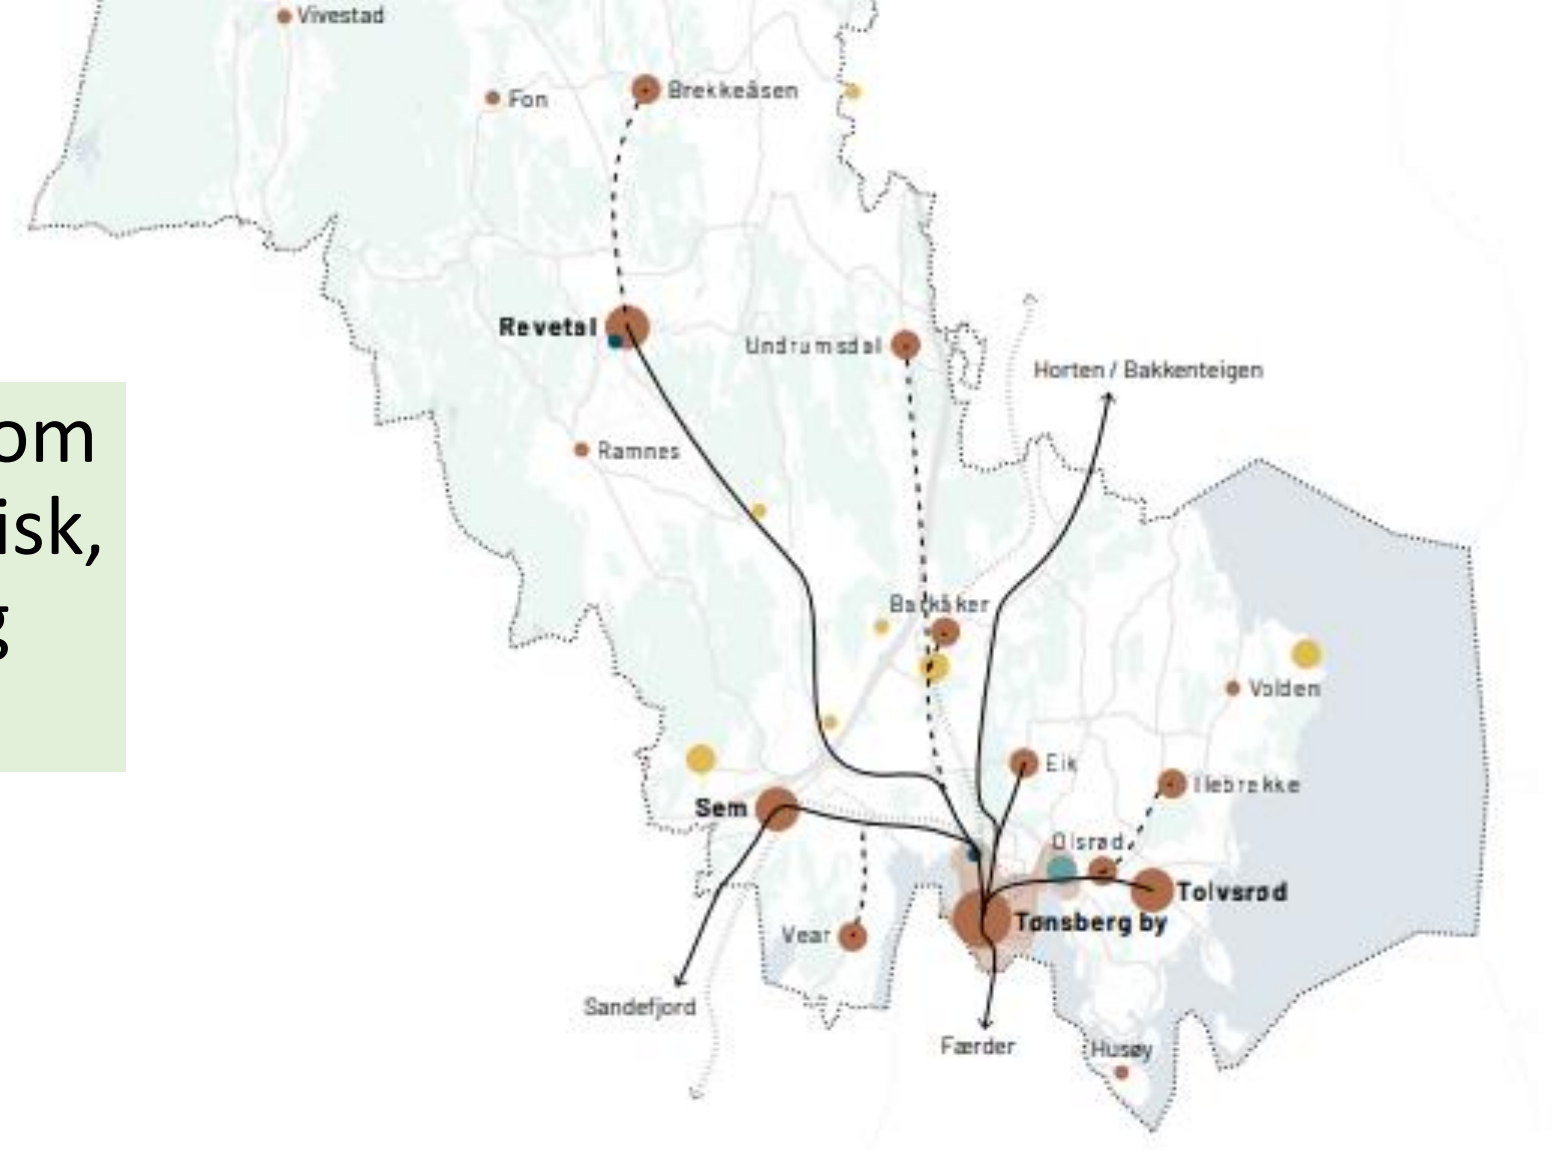 Vivestad
Fon
Brekkeåsen
Revetal
Undrumsdal
Horten / Bakkenteigen
om
isk,
g
Ramnes
Barkåker
Volden
Eik
Ilebrekke
Sem
Olsrød
Tolvsrød
Tønsberg by
Vear
Sandefjord
Færder
Husøy